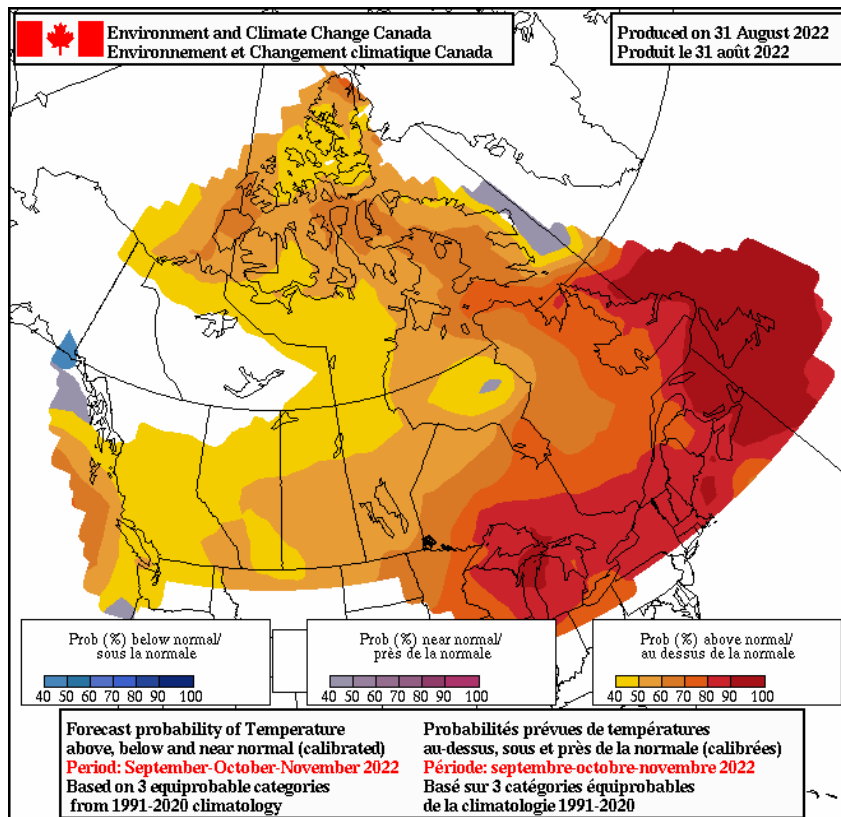 Environment and Climate Change Canada
Environnement et Changement climatique Canada
Produced on 31 August 2022
Produit le 31 août 2022
Prob (%) below normal/
sous la normale
40 50 60 70 80 90 100
Prob (%) near normal/
près de la normale
40 50 60 70 80 90 100
Prob (%) above normal/
au dessus de la normale
40 50 60 70 80 90 100
Forecast probability of Temperature
above, below and near normal (calibrated)
Period: September-October-November 2022
Based on 3 equiprobable categories
from 1991-2020 climatology
Probabilités prévues de températures
au-dessus, sous et près de la normale (calibrées)
Période: septembre-octobre-novembre 2022
Basé sur 3 catégories équiprobables
de la climatologie 1991-2020